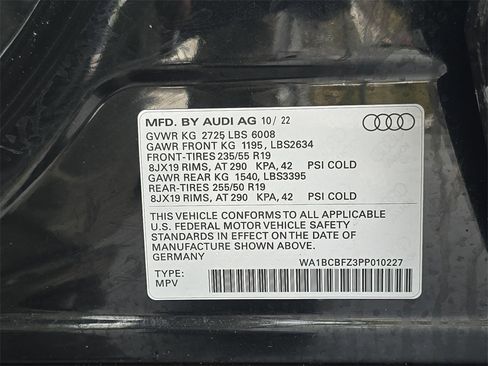 MFD. BY AUDI AG 10/ 22
GVWR KG 2725 LBS 6008
GAWR FRONT KG 1195, LBS2634
FRONT-TIRES 235/55 R19
8JX19 RIMS, AT 290 KPA, 42 PSI COLD
GAWR REAR KG 1540, LBS3395
REAR-TIRES 255/50 R19
8JX19 RIMS, AT 290 KPA, 42 PSI COLD
THIS VEHICLE CONFORMS TO ALL APPLICABLE
U.S. FEDERAL MOTOR VEHICLE SAFETY
STANDARDS IN EFFECT ON THE DATE OF
MANUFACTURE SHOWN ABOVE.
GERMANY
WA1BCBFZ3PP010227
TYPE:
MPV